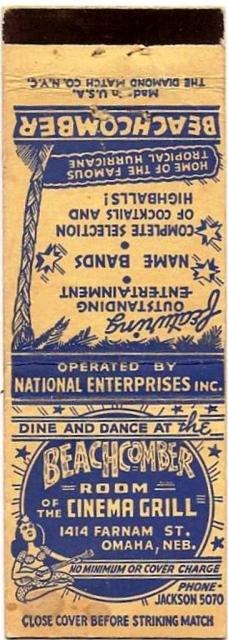 Made in U.S.A.
THE DIAMOND MATCH CO. N.Y.C.
BEACHCOMBER
HOME OF THE FAMOUS
TROPICAL HURRICANE
COMPLETE SELECTION
OF COCKTAILS AND
HIGHBALLS!
NAME BANDS
featuring
OUTSTANDING
ENTERTAINMENT
OPERATED BY
NATIONAL ENTERPRISES INC.
DINE AND DANCE AT the
BEACHCOMBER
ROOM
OF THE CINEMA GRILL
1414 FARNAM ST.
OMAHA, NEB.
NO MINIMUM OR COVER CHARGE
PHONE-
JACKSON 5070
CLOSE COVER BEFORE STRIKING MATCH